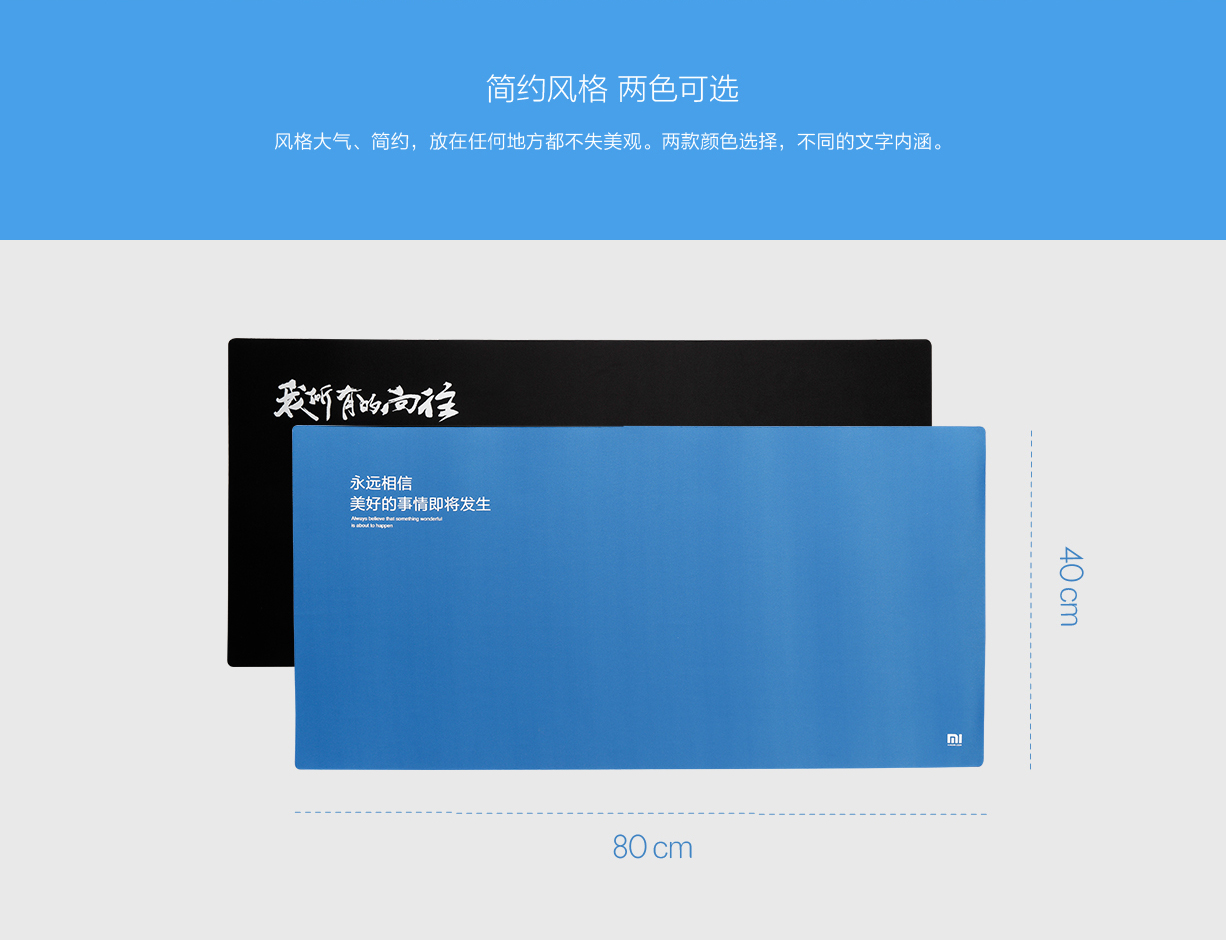 简约风格 两色可选
风格大气、简约，放在任何地方都不失美观。两款颜色选择，不同的文字内涵。
我所有的向往
永远相信
美好的事情即将发生
Always believe that something wonderful
is about to happen
MI
40 cm
80 cm